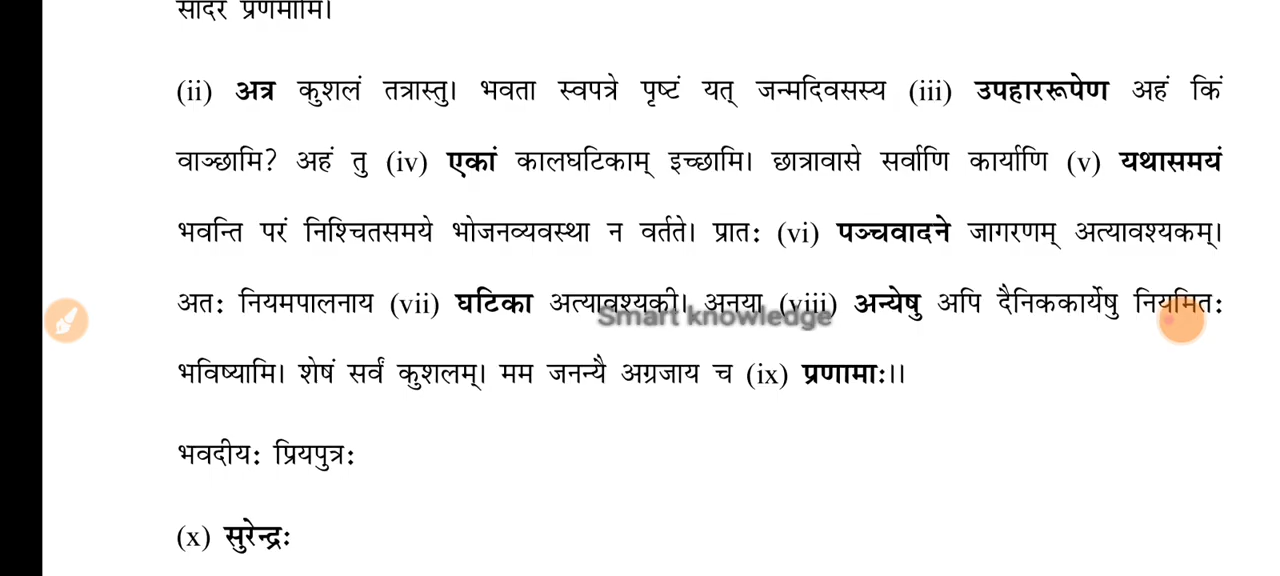 सादर प्रणमामि।
(ii) अत्र कुशलं तत्रास्तु। भवता स्वपत्रे पृष्टं यत् जन्मदिवसस्य (iii) उपहाररूपेण अहं किं
वाञ्छामि? अहं तु (iv) एकां कालघटिकाम् इच्छामि। छात्रावासे सर्वाणि कार्याणि (v) यथासमयं
भवन्ति परं निश्चितसमये भोजनव्यवस्था न वर्तते। प्रातः (vi) पञ्चवादने जागरणम् अत्यावश्यकम्।
अतः नियमपालनाय (vii) घटिका अत्यावश्यकी। अनया (viii) अन्येषु अपि दैनिककार्येषु नियमितः
Smart knowledge
भविष्यामि। शेषं सर्वं कुशलम्। मम जनन्यै अग्रजाय च (ix) प्रणामाः।।
भवदीयः प्रियपुत्रः
(x) सुरेन्द्रः